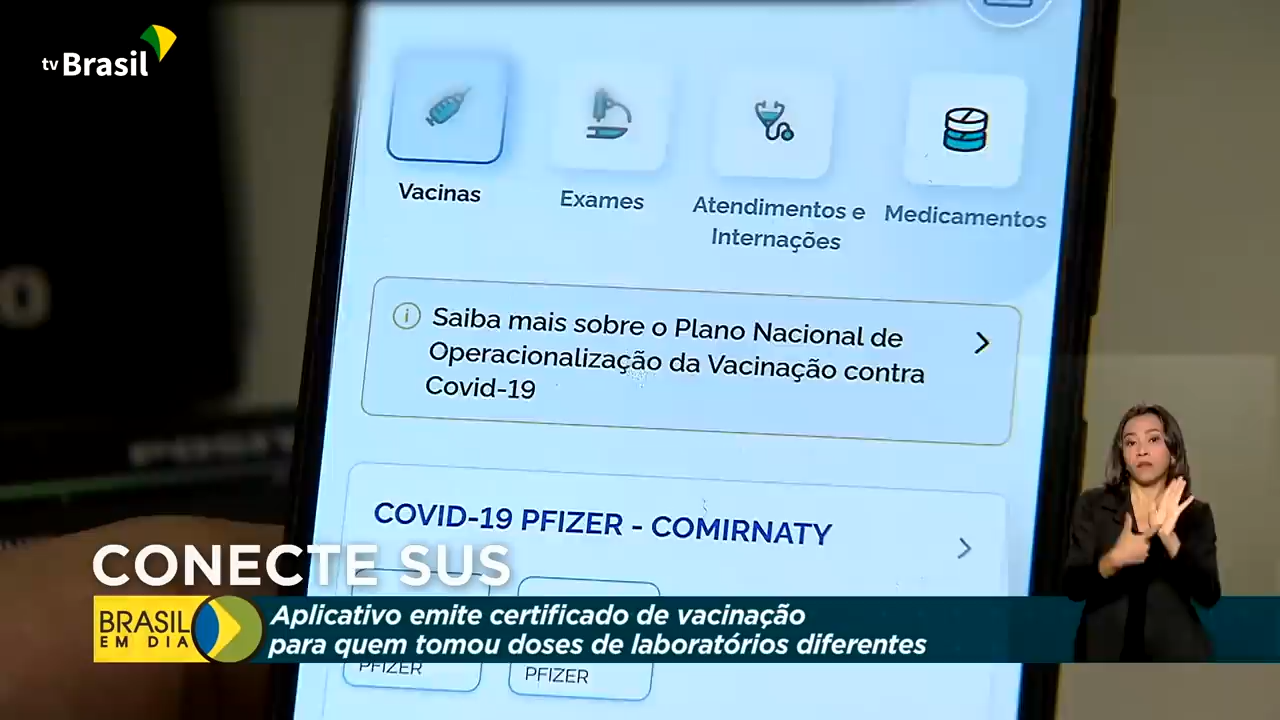 tv Brasil
Vacinas
Exames
Atendimentos e
Internações
Medicamentos
Saiba mais sobre o Plano Nacional de
Operacionalização da Vacinação contra
Covid-19
COVID-19 PFIZER - COMIRNATY
CONECTE SUS
BRASIL
EM DIA
Aplicativo emite certificado de vacinação
para quem tomou doses de laboratórios diferentes
PFIZER
PFIZER